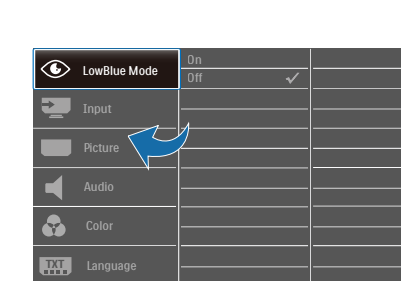 LowBlue Mode
On
Off
Input
Picture
Audio
Color
TXT
Language